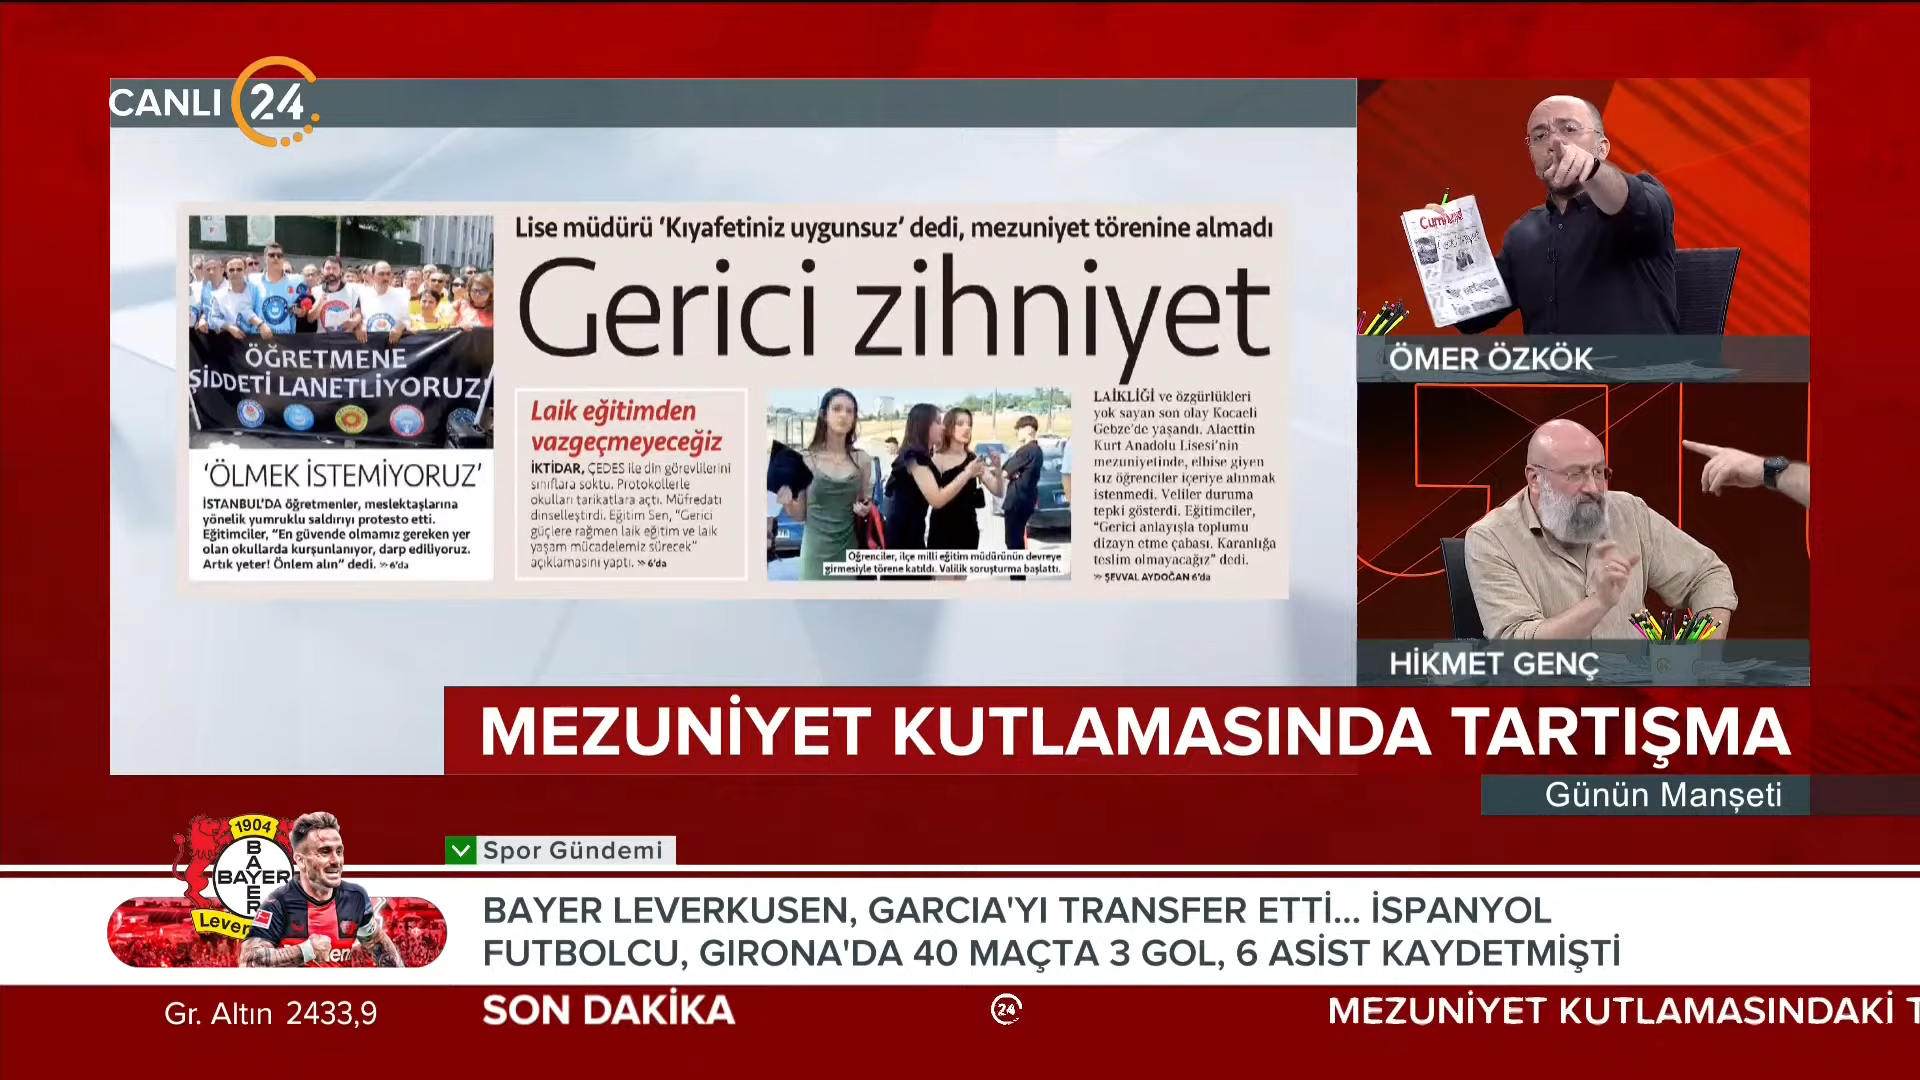 CANLI 24
Lise müdürü 'Kıyafetiniz uygunsuz' dedi, mezuniyet törenine almadı
Gerici zihniyet
ÖĞRETMENE
ŞİDDETİ LANETLİYORUZ
'ÖLMEK İSTEMİYORUZ'
İSTANBUL'DA öğretmenler, meslektaşlarına
yönelik yumruklu saldırıyı protesto etti.
Eğitimciler, "En güvende olmamız gereken yer
olan okullarda kurşunlanıyor, darp ediliyoruz.
Artık yeter! Önlem alın" dedi. » 6'da
Laik eğitimden
vazgeçmeyeceğiz
İKTİDAR, ÇEDES ile din görevlilerini
sınıflara soktu. Protokollerle
okulları tarikatlara açtı. Müfredatı
dinselleştirdi. Eğitim Sen, "Gerici
güçlere rağmen laik eğitim ve laik
yaşam mücadelemiz sürecek"
açıklamasını yaptı. » 6'da
Öğrenciler, ilçe milli eğitim müdürünün devreye
girmesiyle törene katıldı. Valilik soruşturma başlattı.
LAİKLİĞİ ve özgürlükleri
yok sayan son olay Kocaeli
Gebze'de yaşandı. Alaettin
Kurt Anadolu Lisesi'nin
mezuniyetinde, elbise giyen
kız öğrenciler içeriye alınmak
istenmedi. Veliler duruma
tepki gösterdi. Eğitimciler,
"Gerici anlayışla toplumu
dizayn etme çabası. Karanlığa
teslim olmayacağız" dedi.
» ŞEVVAL AYDOĞAN 6'da
Cumhuriyet
ÖMER ÖZKÖK
HİKMET GENÇ
MEZUNİYET KUTLAMASINDA TARTIŞMA
Günün Manşeti
1904
BAYER
BAYER
Lever
Spor Gündemi
BAYER LEVERKUSEN, GARCIA'YI TRANSFER ETTİ... İSPANYOL
FUTBOLCU, GIRONA'DA 40 MAÇTA 3 GOL, 6 ASİST KAYDETMİŞTİ
Gr. Altın 2433,9
SON DAKİKA
24
MEZUNİYET KUTLAMASINDAKİ T